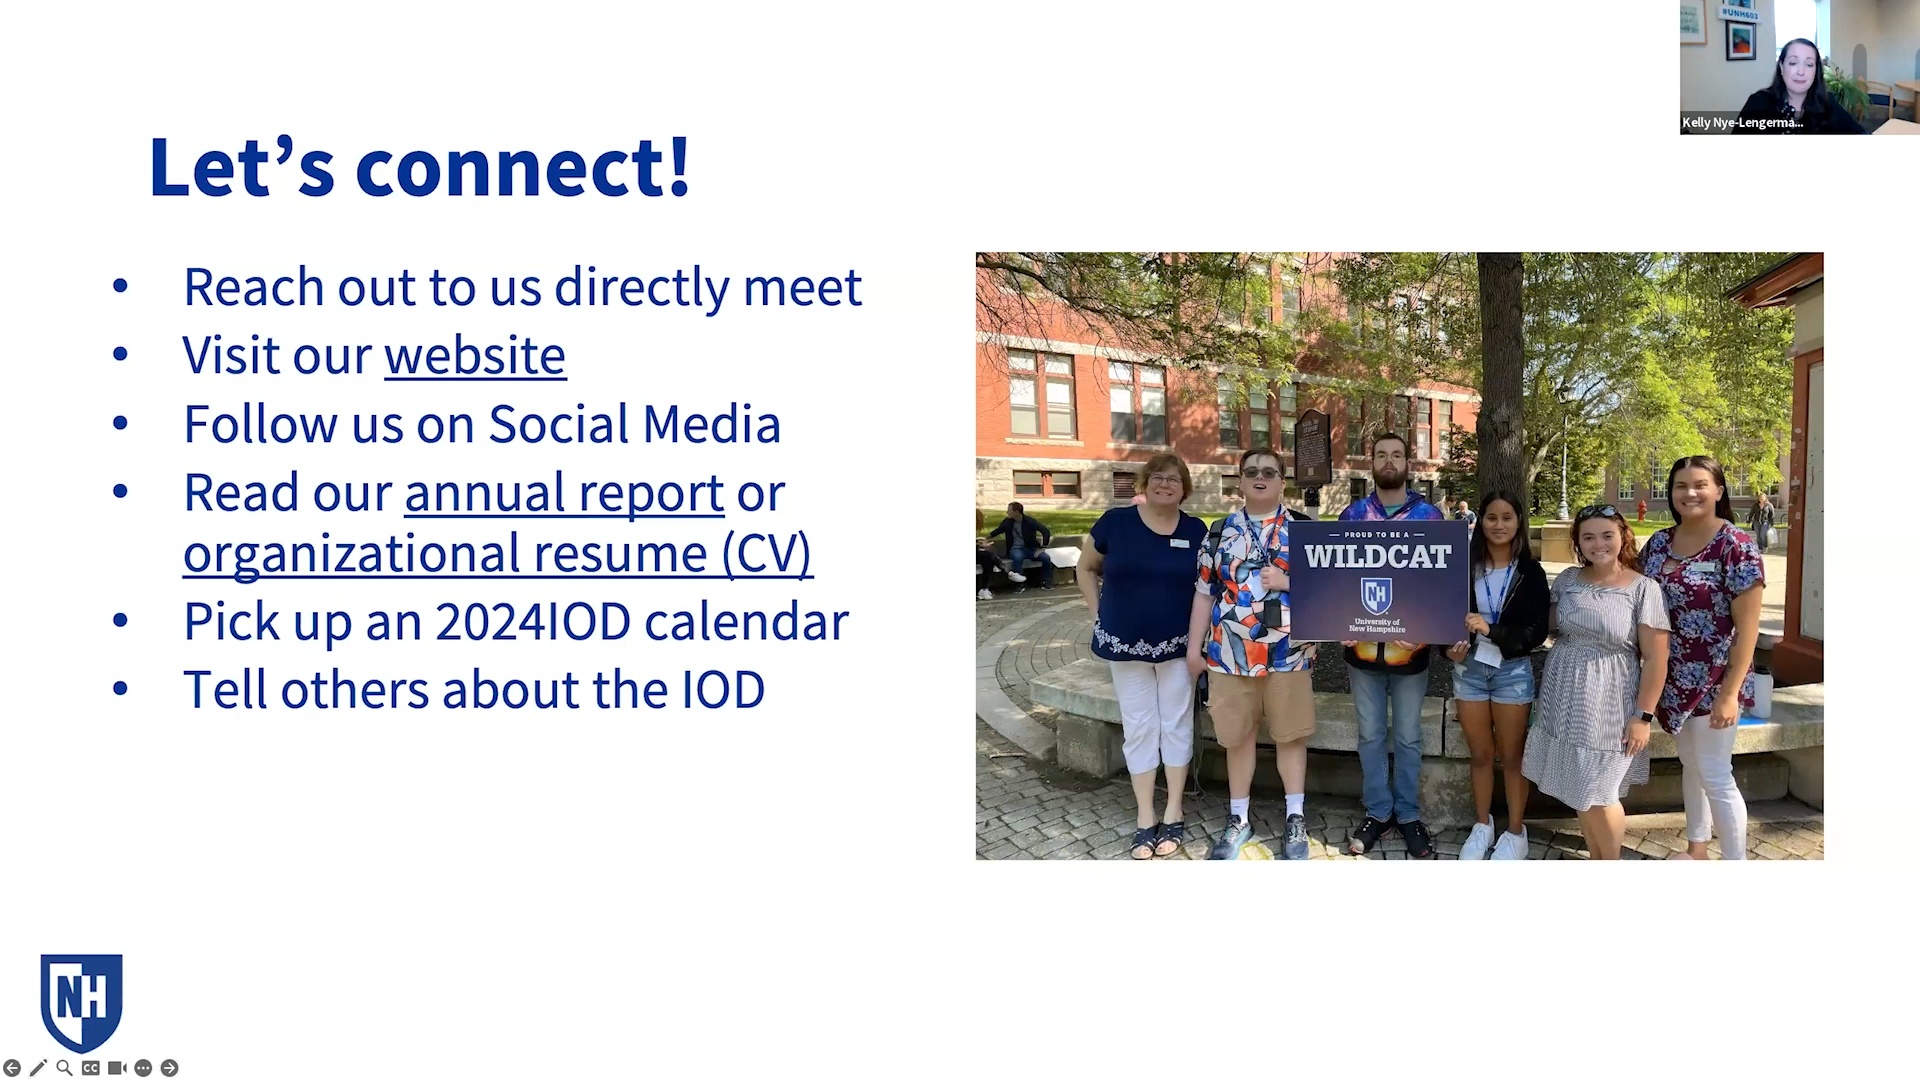 #UNH603
Kelly Nye-Lengerma...
Let’s connect!
• Reach out to us directly meet
• Visit our website
• Follow us on Social Media
• Read our annual report or
organizational resume (CV)
• Pick up an 2024IOD calendar
• Tell others about the IOD
PROUD TO BE A
WILDCAT
NH
University of
New Hampshire
NH
CC